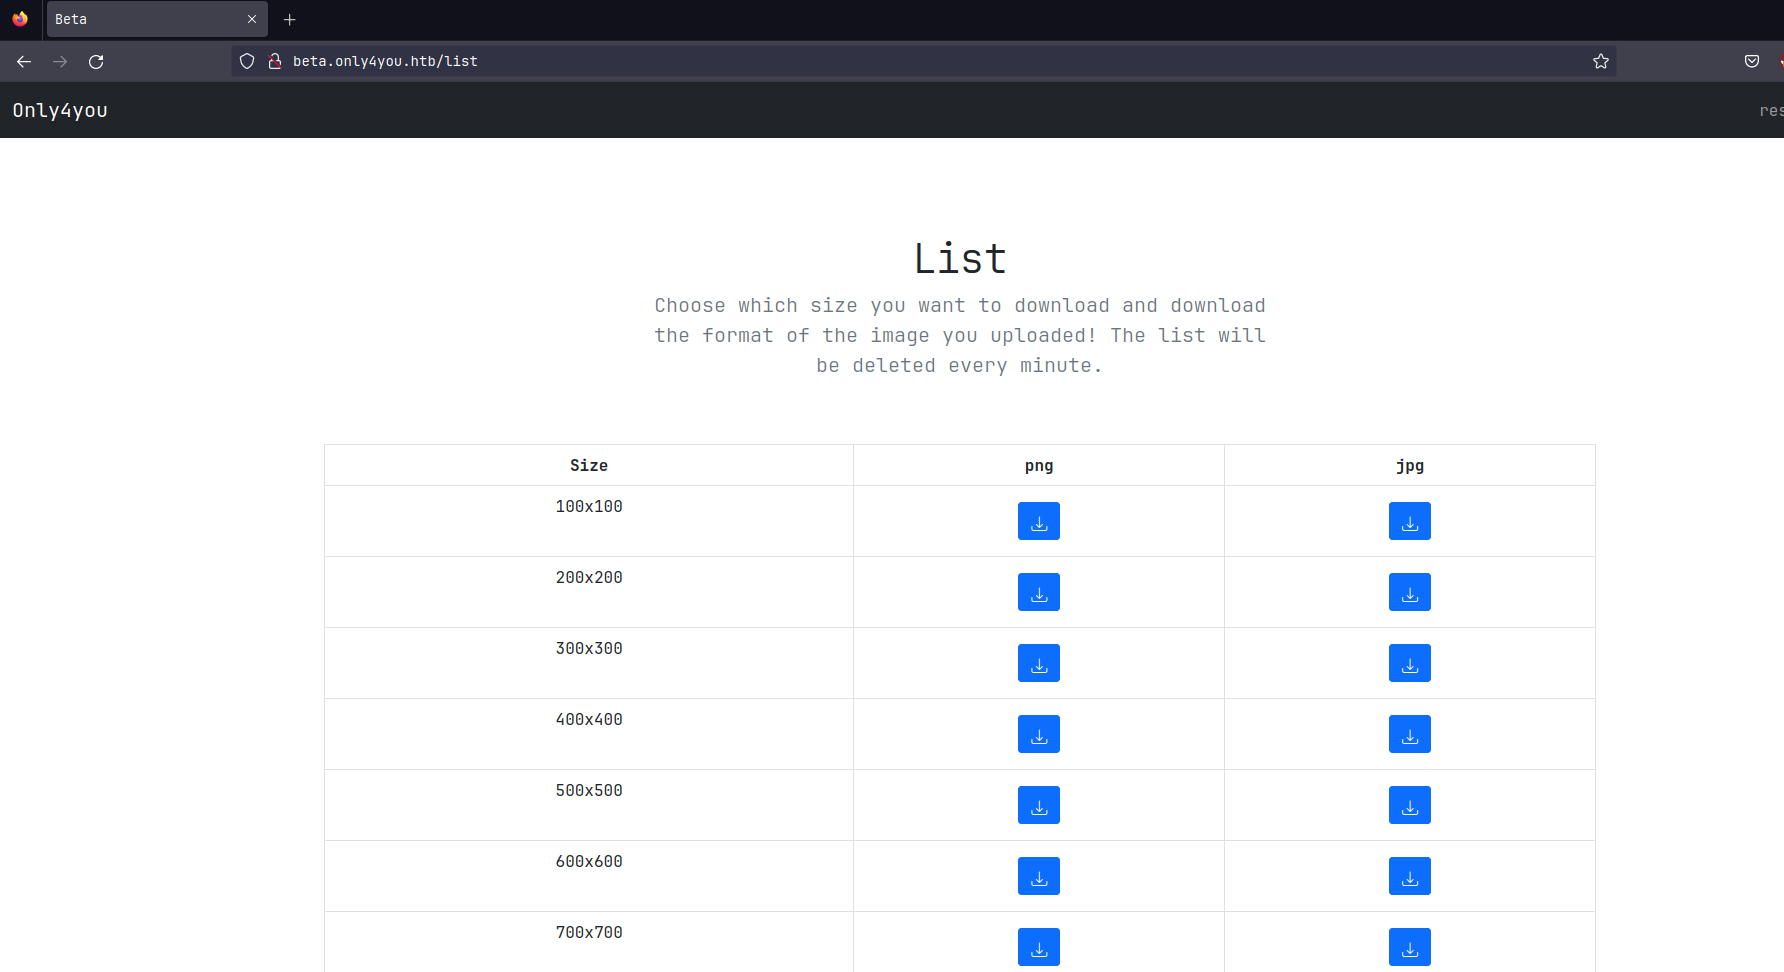 Beta
beta.only4you.htb/list
Only4you
res
List
Choose which size you want to download and download
the format of the image you uploaded! The list will
be deleted every minute.
Size png jpg
100x100
200x200
300x300
400x400
500x500
600x600
700x700